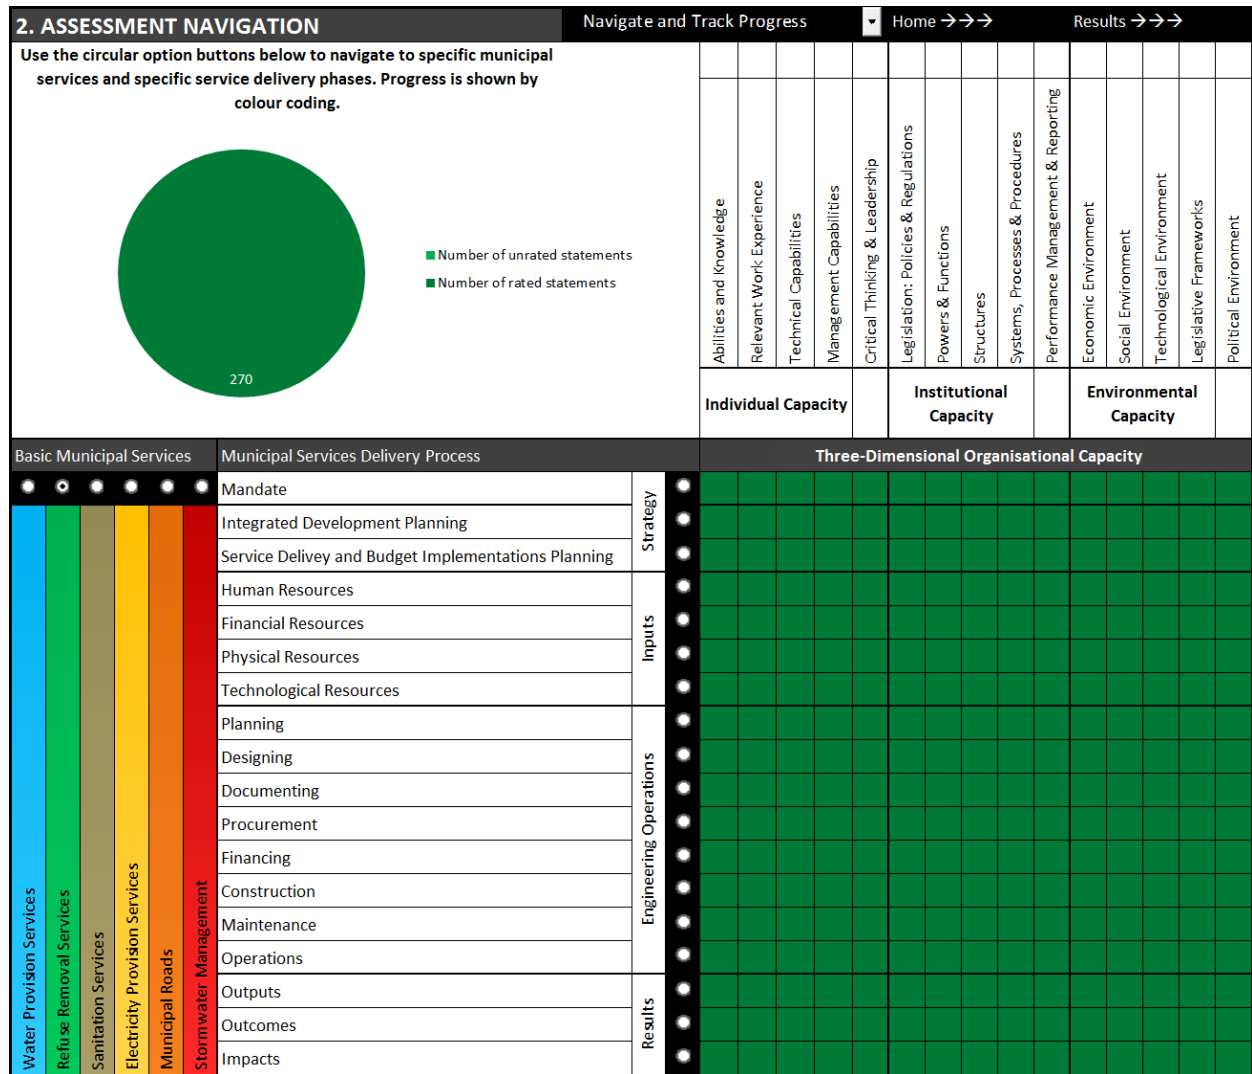 2. ASSESSMENT NAVIGATION
Navigate and Track Progress
Home →→→
Results →→→
Use the circular option buttons below to navigate to specific municipal
services and specific service delivery phases. Progress is shown by
colour coding.
270
Number of unrated statements
Number of rated statements
Abilities and Knowledge
Relevant Work Experience
Technical Capabilities
Management Capabilities
Critical Thinking & Leadership
Legislation: Policies & Regulations
Powers & Functions
Structures
Systems, Processes & Procedures
Performance Management & Reporting
Economic Environment
Social Environment
Technological Environment
Legislative Frameworks
Political Environment
Individual Capacity
Institutional
Capacity
Environmental
Capacity
Basic Municipal Services
Municipal Services Delivery Process
Three-Dimensional Organisational Capacity
Water Provision Services
Refuse Removal Services
Sanitation Services
Electricity Provision Services
Municipal Roads
Stormwater Management
Mandate
Integrated Development Planning
Service Delivey and Budget Implementations Planning
Strategy
Human Resources
Financial Resources
Physical Resources
Technological Resources
Inputs
Planning
Designing
Documenting
Procurement
Financing
Construction
Maintenance
Operations
Engineering Operations
Outputs
Outcomes
Impacts
Results